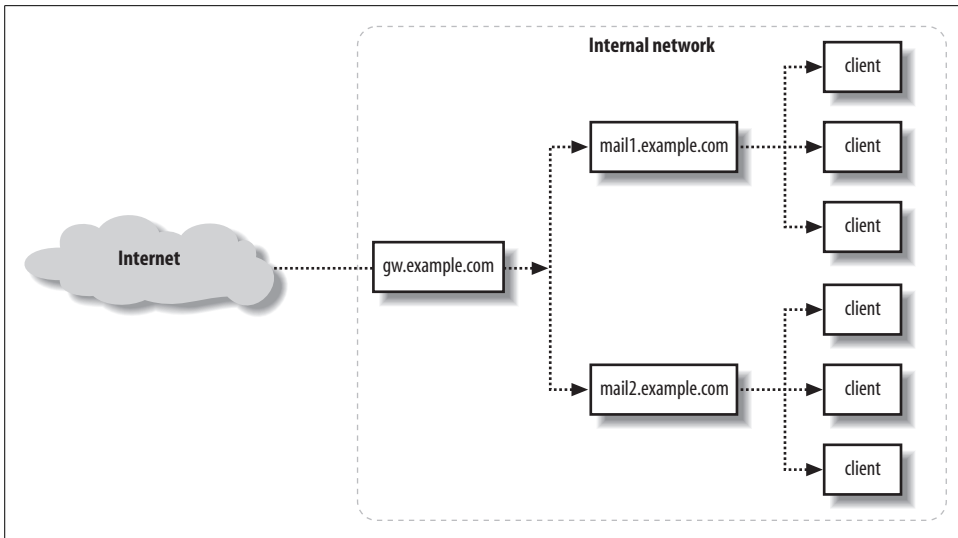 Internal network
client
mail1.example.com
client
client
Internet
gw.example.com
client
mail2.example.com
client
client